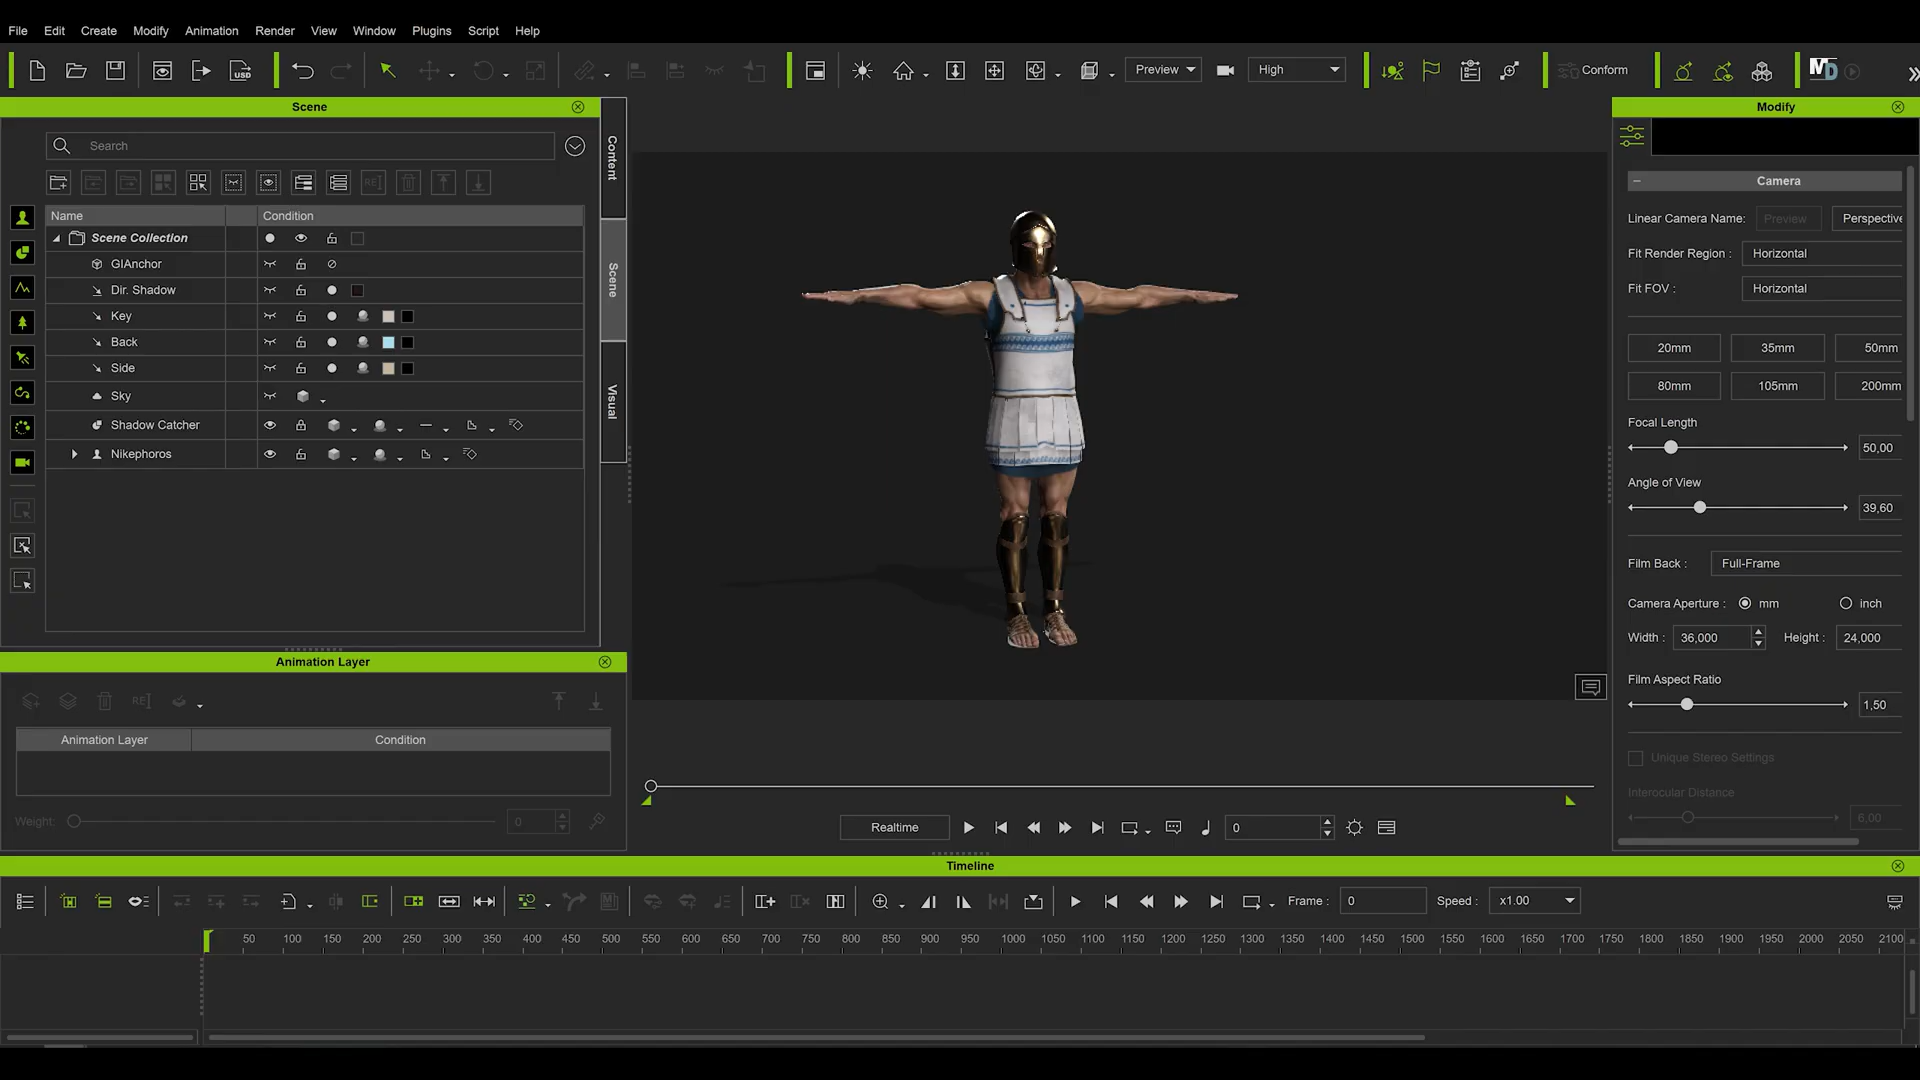 File Edit Create Modify Animation Render View Window Plugins Script Help
USD Preview High Conform MD
Scene
Modify
Search
Content
Scene
Visual
REI
Name Condition
Scene Collection
GIAnchor
Dir. Shadow
Key
Back
Side
Sky
Shadow Catcher
Nikephoros
Camera
Linear Camera Name: Preview Perspective
Fit Render Region : Horizontal
Fit FOV : Horizontal
20mm 35mm 50mm
80mm 105mm 200mm
Focal Length
50,00
Angle of View
39,60
Film Back : Full-Frame
Camera Aperture : mm inch
Width : 36,000 Height : 24,000
Film Aspect Ratio
1,50
Unique Stereo Settings
Interocular Distance
6,00
Animation Layer
REI
Animation Layer Condition
Weight: 0
Realtime 0
Timeline
Frame : 0 Speed : x1.00
50 100 150 200 250 300 350 400 450 500 550 600 650 700 750 800 850 900 950 1000 1050 1100 1150 1200 1250 1300 1350 1400 1450 1500 1550 1600 1650 1700 1750 1800 1850 1900 1950 2000 2050 2100